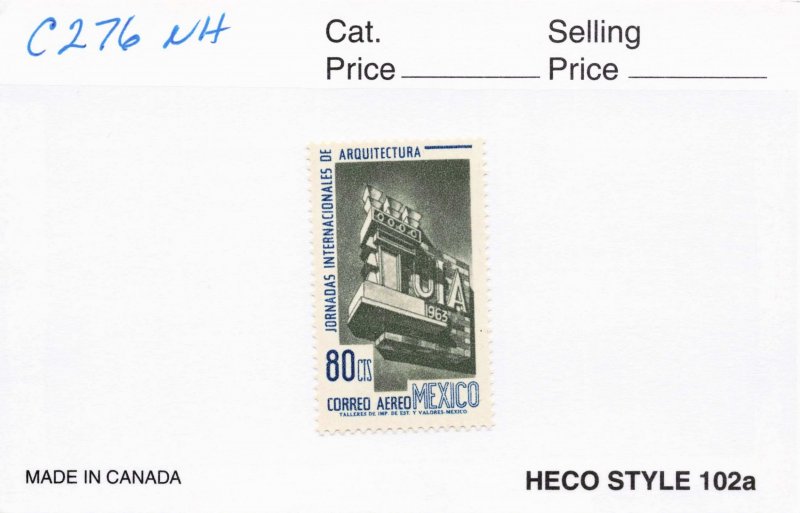 C276 NH
Cat. Price
Selling Price
JORNADAS INTERNACIONALES DE
ARQUITECTURA
UIA
1963
80 CTS
CORREO AEREO MEXICO
TALLERES DE IMP. DE EST. Y VALORES-MEXICO
MADE IN CANADA
HECO STYLE 102a